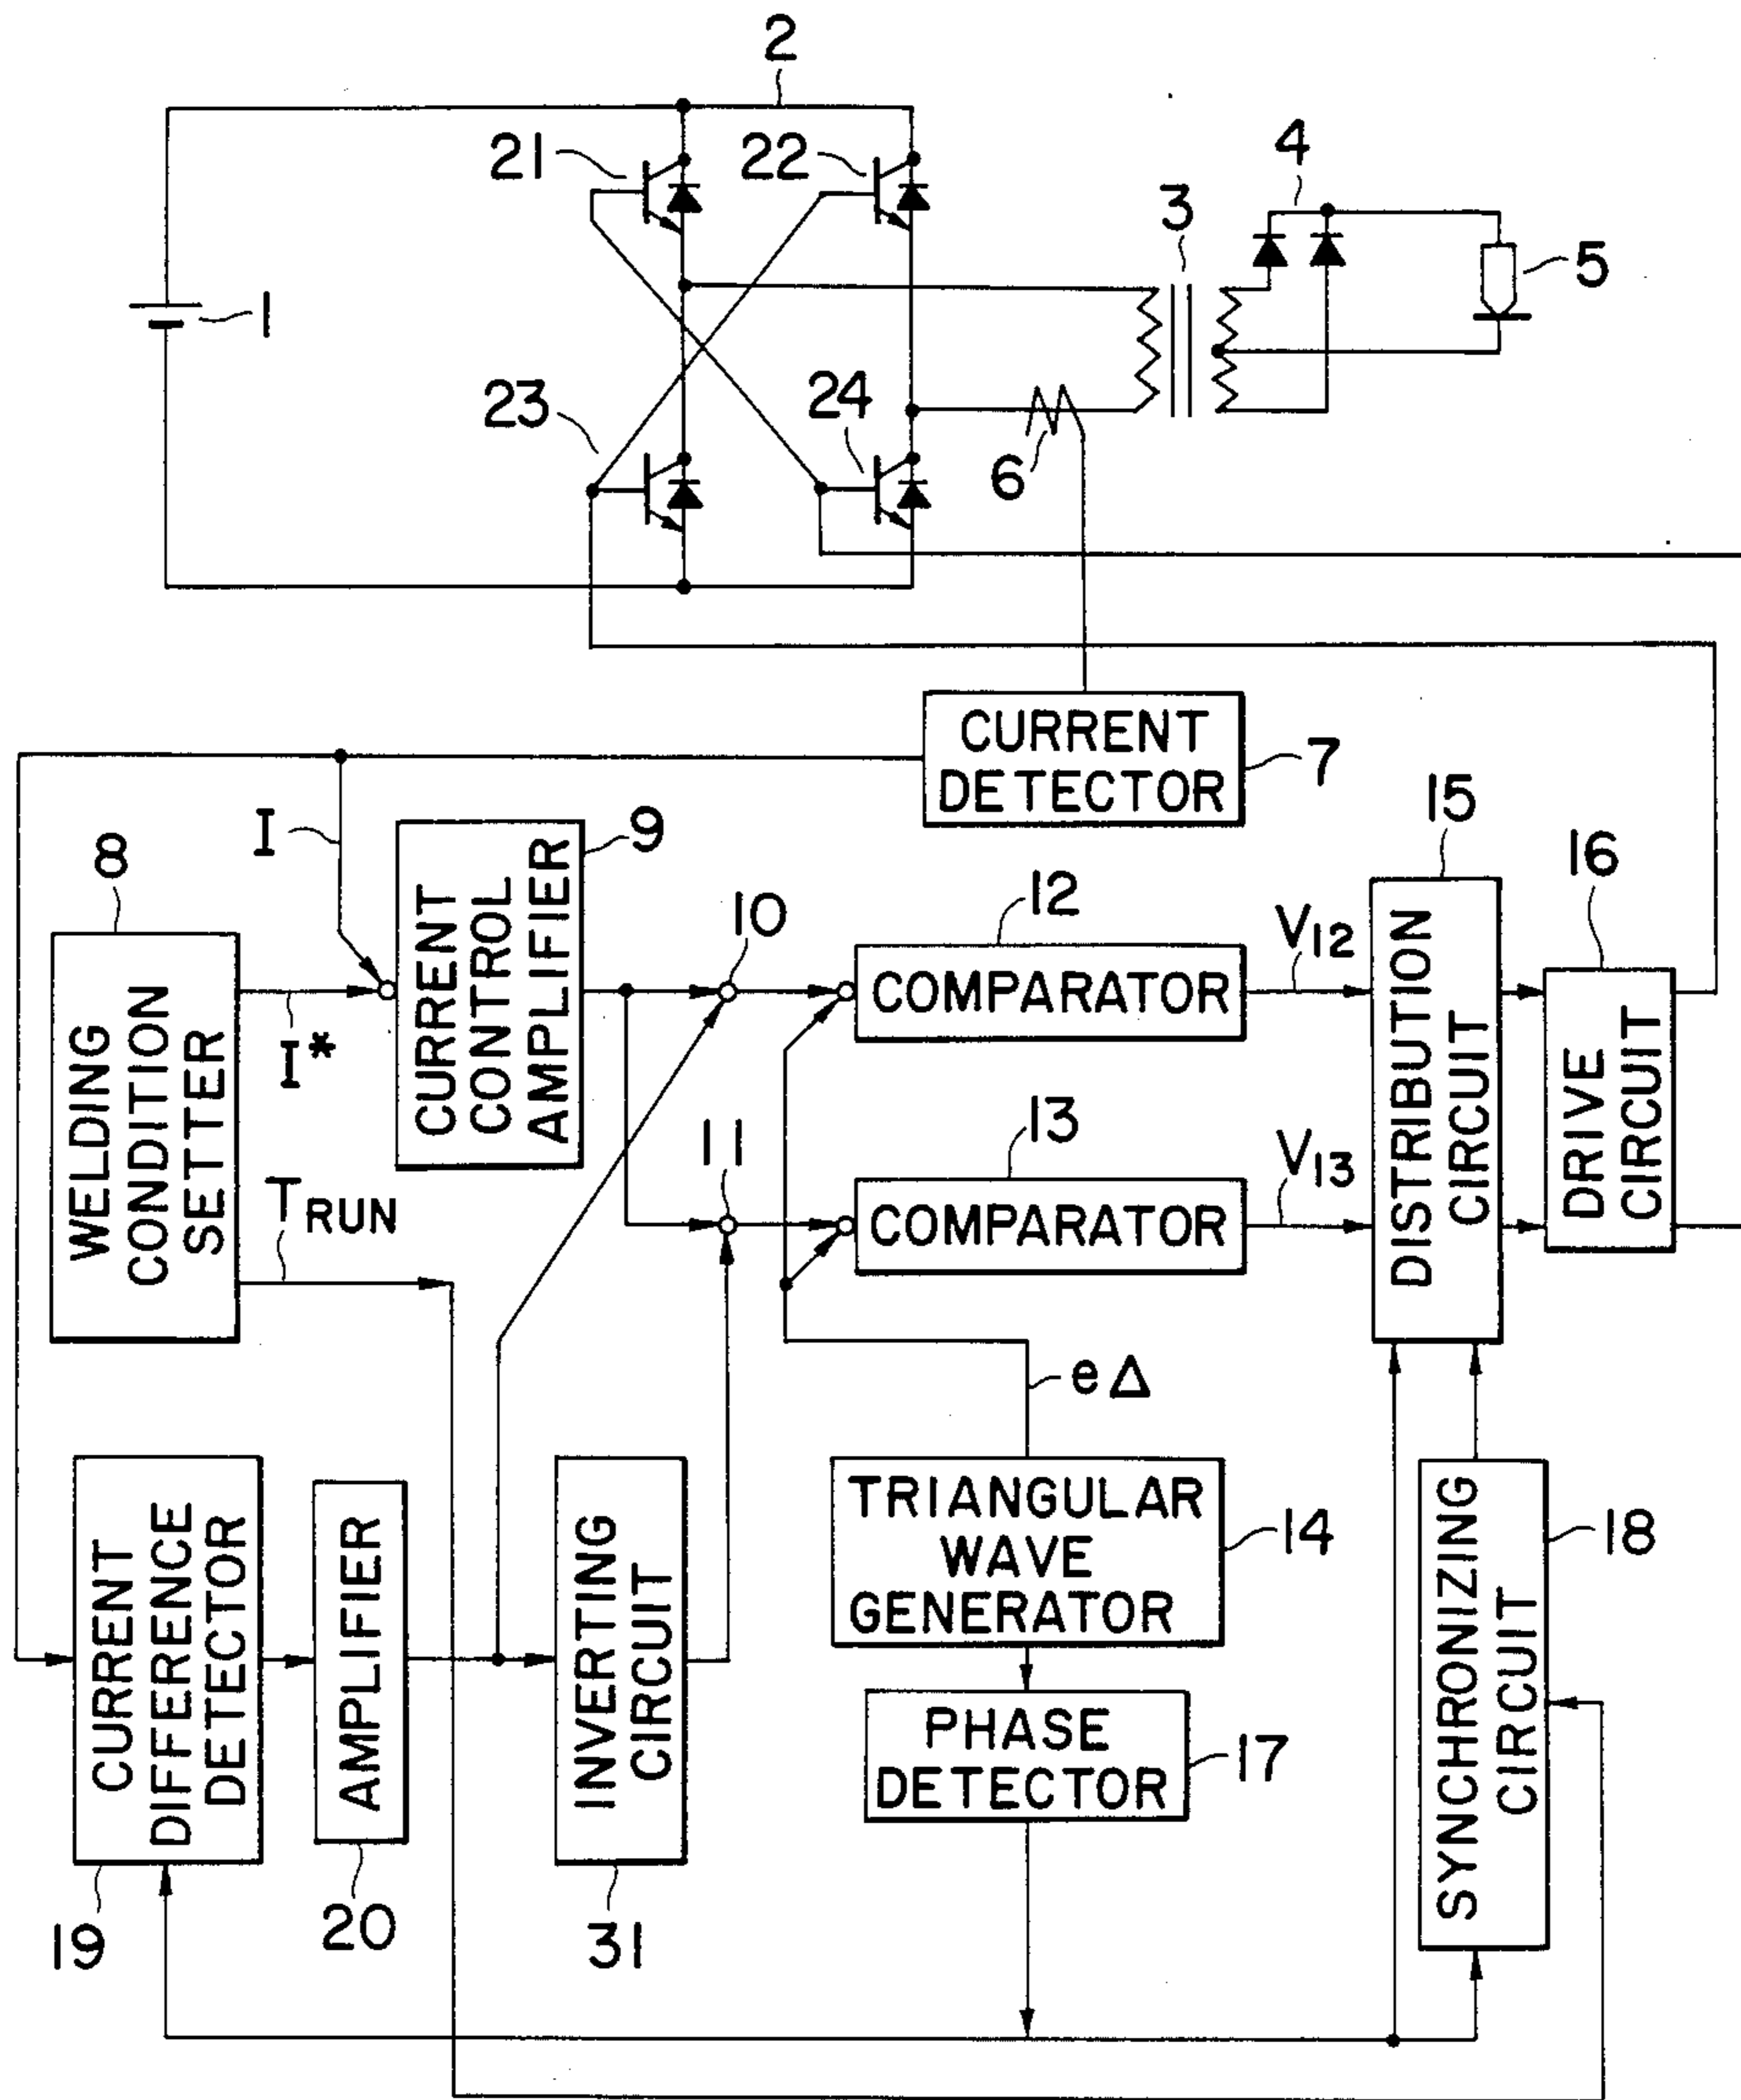 2
21
22
4
3
5
1
23
24
6
CURRENT
DETECTOR
7
I
9
15
8
CURRENT
CONTROL
AMPLIFIER
10
12
V12
16
WELDING
CONDITION
SETTER
I*
COMPARATOR
DISTRIBUTION
CIRCUIT
DRIVE
CIRCUIT
11
13
V13
TRUN
COMPARATOR
e Δ
CURRENT
DIFFERENCE
DETECTOR
AMPLIFIER
INVERTING
CIRCUIT
TRIANGULAR
WAVE
GENERATOR
14
SYNCHRONIZING
CIRCUIT
18
PHASE
DETECTOR
17
19
20
31